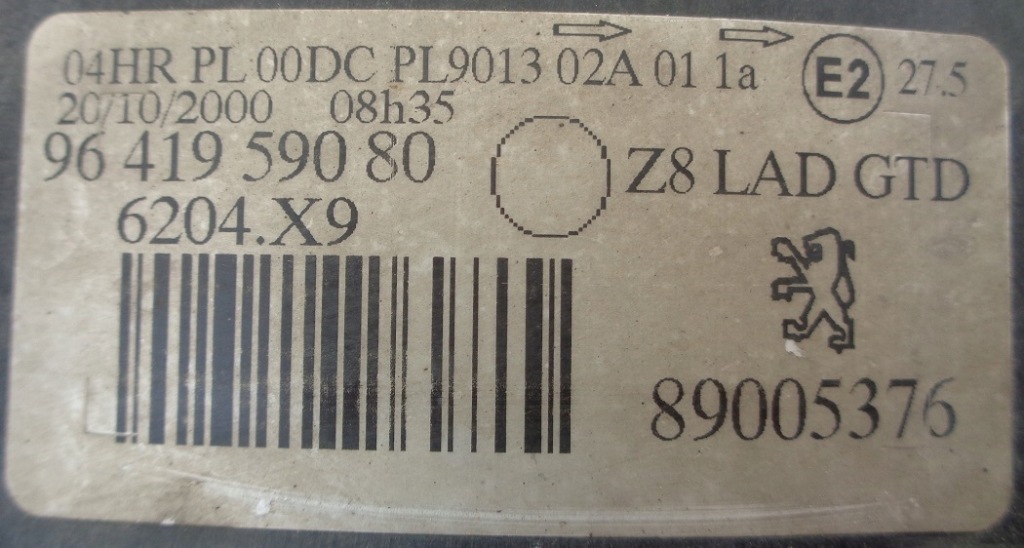 04HR PL 00DC PL9013 02A 01 1a E2 27.5
20/10/2000 08h35
96 419 590 80 Z8 LAD GTD
6204.X9
89005376